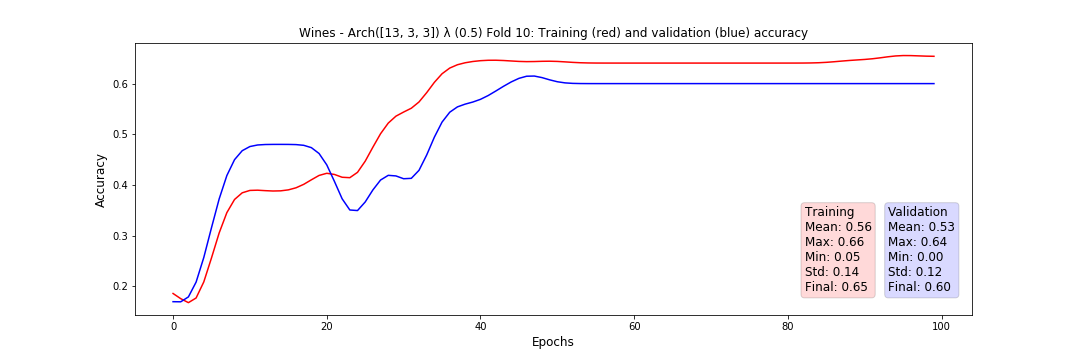 Wines - Arch([13, 3, 3]) λ (0.5) Fold 10: Training (red) and validation (blue) accuracy
Accuracy
0.6
0.5
0.4
0.3
0.2
Training
Mean: 0.56
Max: 0.66
Min: 0.05
Std: 0.14
Final: 0.65
Validation
Mean: 0.53
Max: 0.64
Min: 0.00
Std: 0.12
Final: 0.60
0
20
40
60
80
100
Epochs